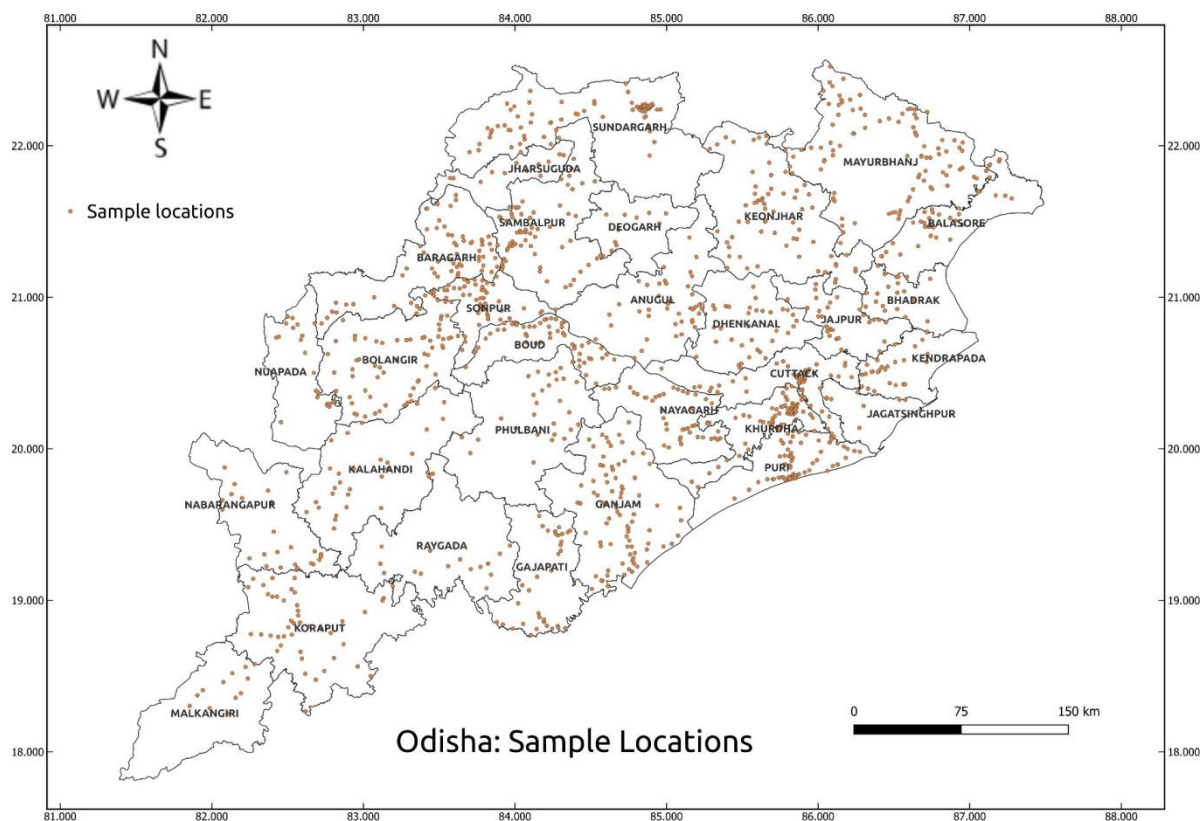 81.000 82.000 83.000 84.000 85.000 86.000 87.000 88.000
N
W E
S
22.000 22.000
SUNDARGARH
MAYURBHANJ
JHARSUGUDA
Sample locations
KEONJHAR
SAMBALPUR
DEOGARH
BALASORE
BARAGARH
21.000 21.000
ANUGUL
BHADRAK
SONPUR
DHENKANAL
JAJPUR
BOUD
BOLANGIR
KENDRAPADA
NUAPADA
CUTTACK
NAYAGARH
JAGATSINGHPUR
PHULBANI
KHURDHA
20.000 20.000
KALAHANDI
PURI
NABARANGAPUR
GANJAM
RAYGADA
GAJAPATI
19.000 19.000
KORAPUT
MALKANGIRI
0 75 150 km
Odisha: Sample Locations
18.000 18.000
81.000 82.000 83.000 84.000 85.000 86.000 87.000 88.000